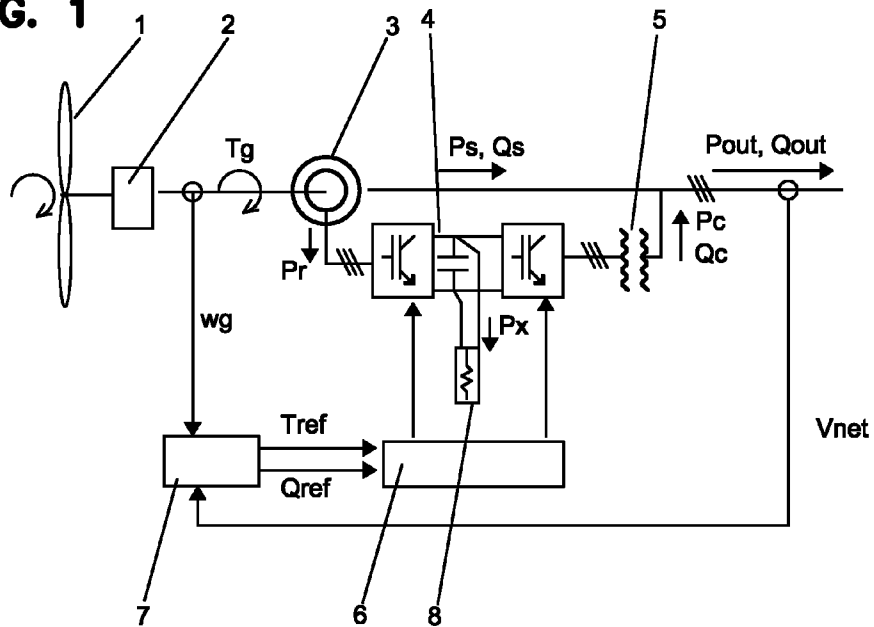 G. 1
1
2
3
4
5
Tg
Ps, Qs
Pout, Qout
Pr
Pc
Qc
wg
Px
Tref
Qref
Vnet
7
6
8